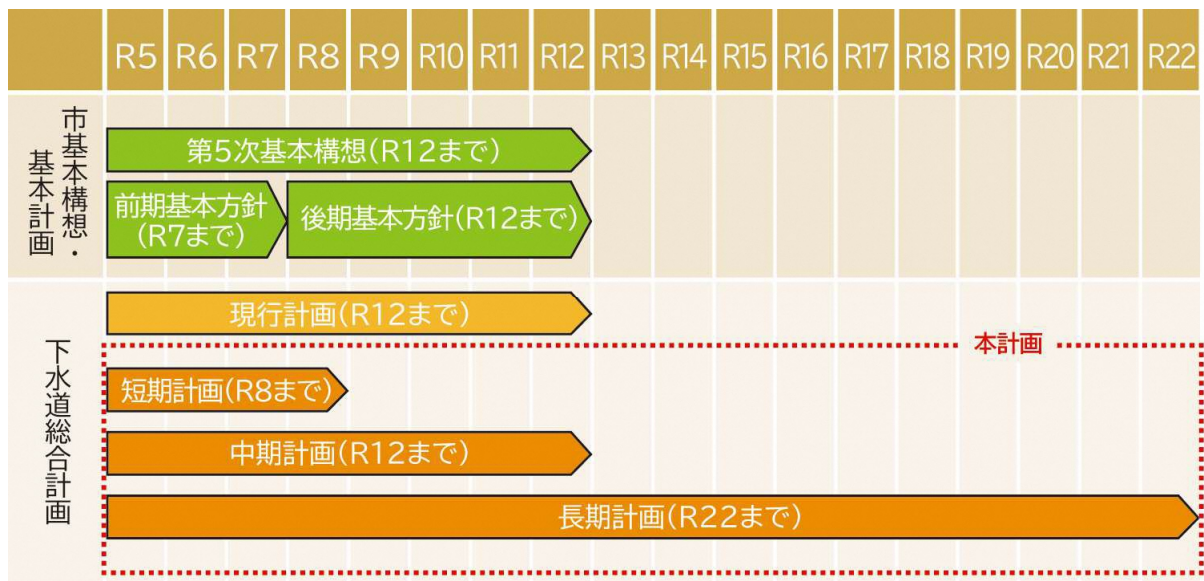 R5 R6 R7 R8 R9 R10 R11 R12 R13 R14 R15 R16 R17 R18 R19 R20 R21 R22
市基本構想・
基本計画
第5次基本構想(R12まで)
前期基本方針
(R7まで)
後期基本方針(R12まで)
下水道総合計画
現行計画(R12まで)
本計画
短期計画(R8まで)
中期計画(R12まで)
長期計画(R22まで)